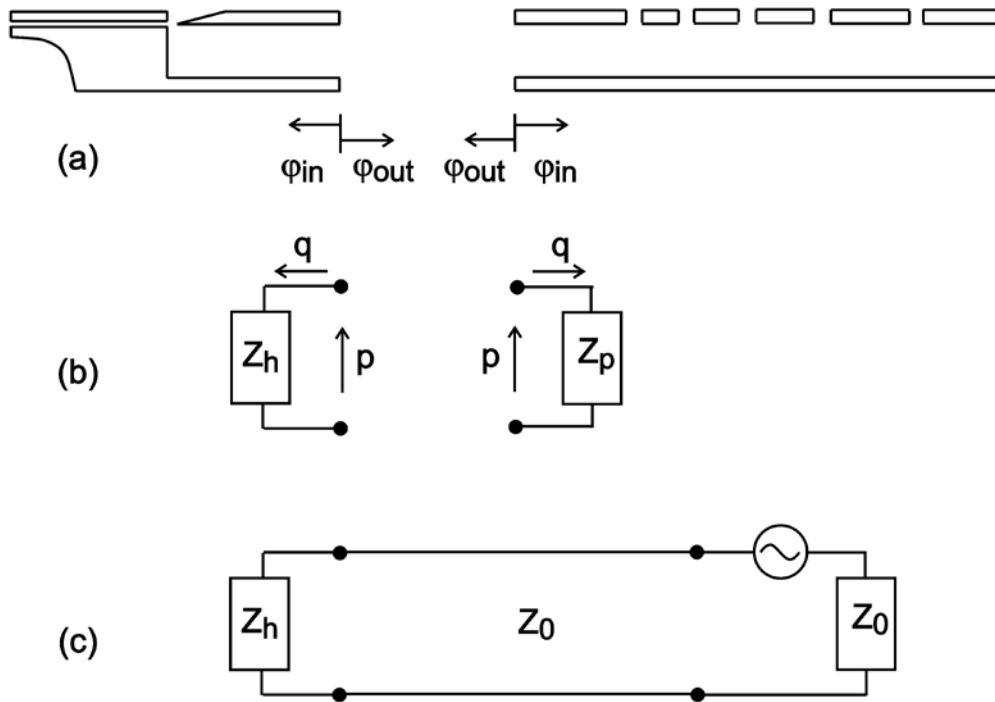 (a)
φin φout φout φin
q q
(b) Zh p p Zp
(c) Zh Z0 Z0